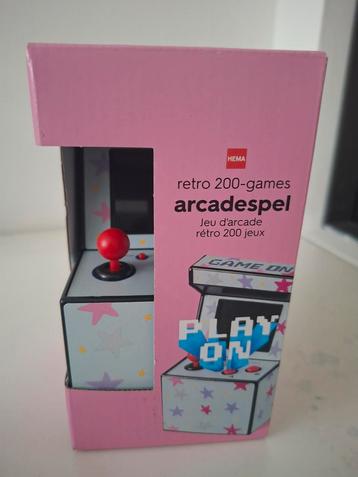 HEMA
retro 200-games
arcadespel
Jeu d'arcade
rétro 200 jeux
GAME ON
PLAY
ON